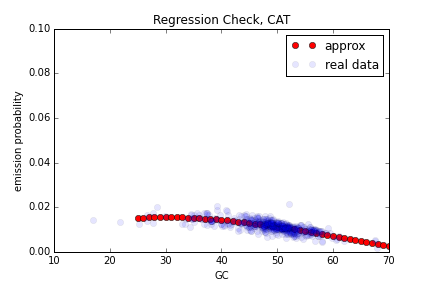 Regression Check, CAT
0.10
approx
real data
0.08
0.06
emission probability
0.04
0.02
0.00
10 20 30 40 50 60 70
GC